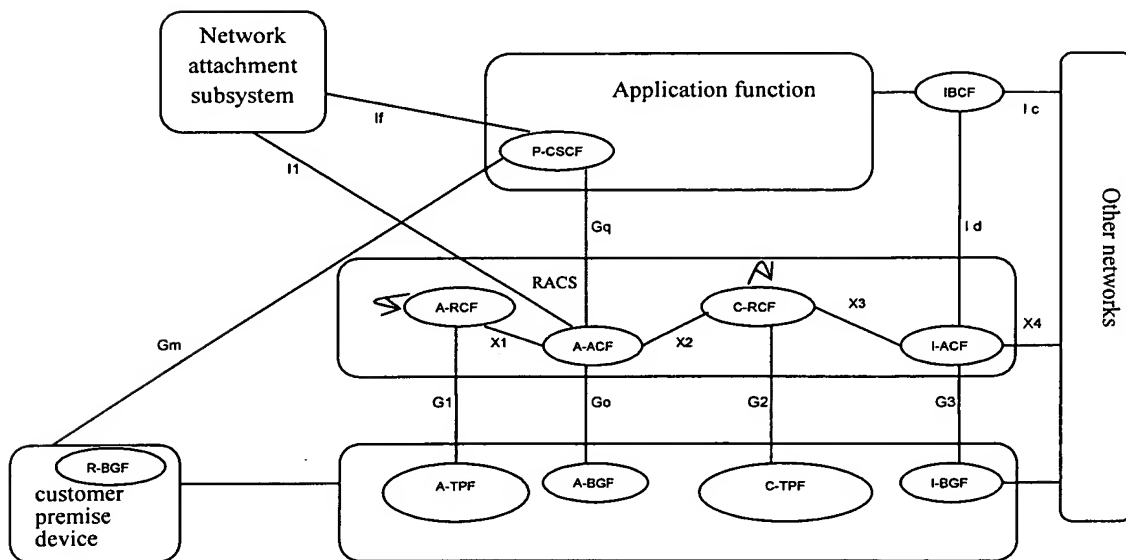 Network
attachment
subsystem
Application function
IBCF
I c
If
P-CSCF
I1
Gq
I d
Other networks
RACS
A-RCF
C-RCF
X3
X4
Gm
X1
A-ACF
X2
I-ACF
G1
Go
G2
G3
R-BGF
customer
premise
device
A-TPF
A-BGF
C-TPF
I-BGF